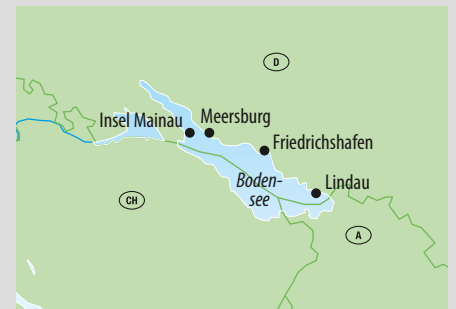 D
Insel Mainau
Meersburg
Friedrichshafen
Boden-
see
Lindau
CH
A